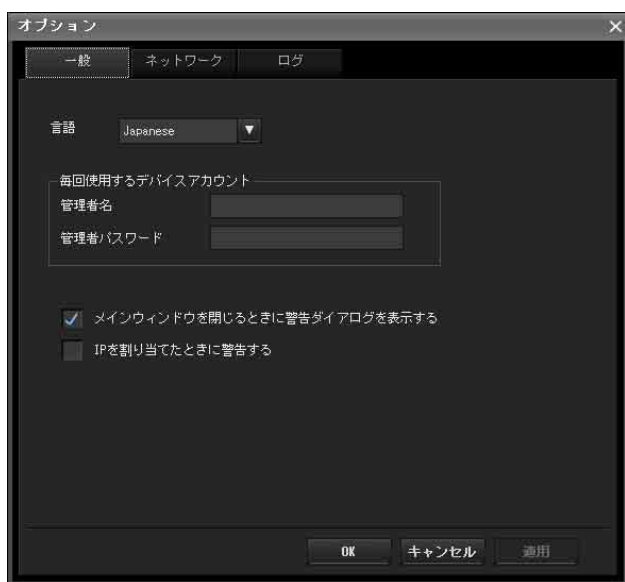 オプション
一般 ネットワーク ログ
言語 Japanese
毎回使用するデバイスアカウント
管理者名
管理者パスワード
メインウィンドウを閉じるときに警告ダイアログを表示する
IPを割り当てたときに警告する
OK キャンセル 適用